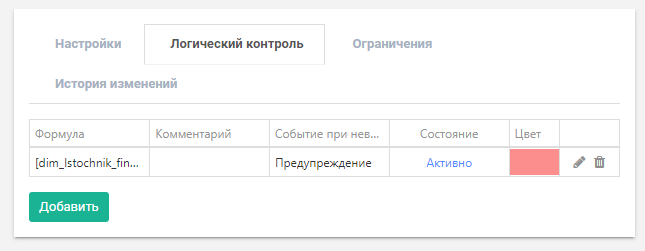 Настройки Логический контроль Ограничения
История изменений
Формула Комментарий Событие при нев... Состояние Цвет
[dim_Istochnik_fin... Предупреждение Активно
Добавить